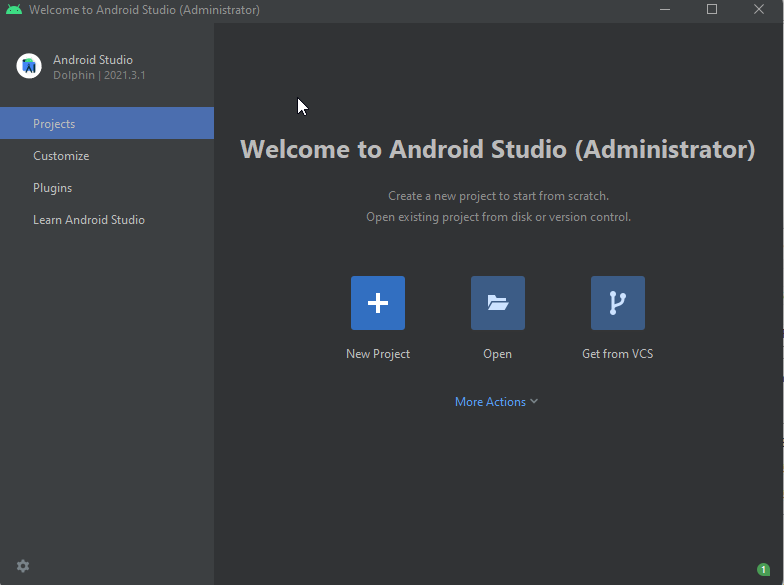 Welcome to Android Studio (Administrator)
Android Studio
Dolphin | 2021.3.1
Projects
Customize
Plugins
Learn Android Studio
Welcome to Android Studio (Administrator)
Create a new project to start from scratch.
Open existing project from disk or version control.
New Project
Open
Get from VCS
More Actions
1